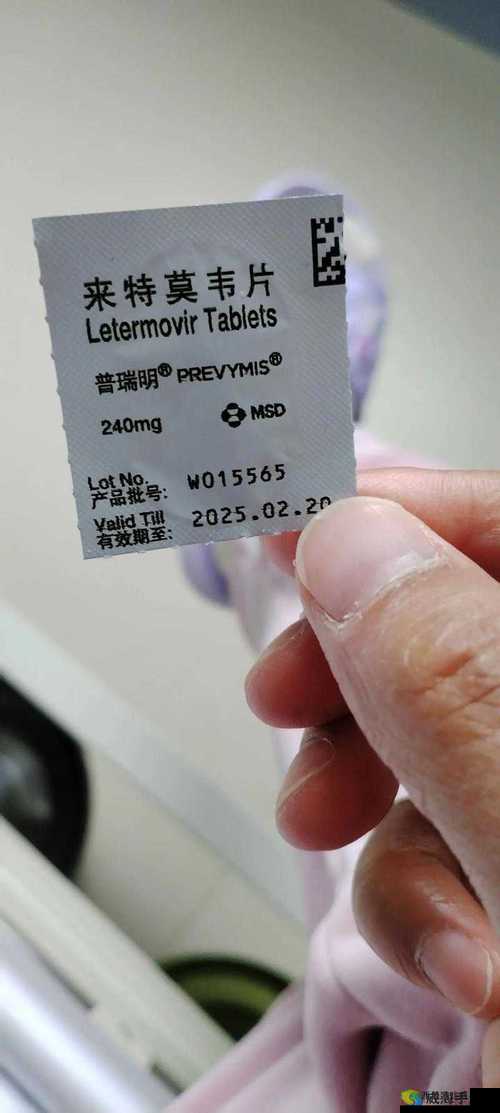 来特莫韦片
Letermovir Tablets
普瑞明® PREVYMIS®
240mg MSD
Lot No.
产品批号: W015565
Valid Till
有效期至: 2025.02.20